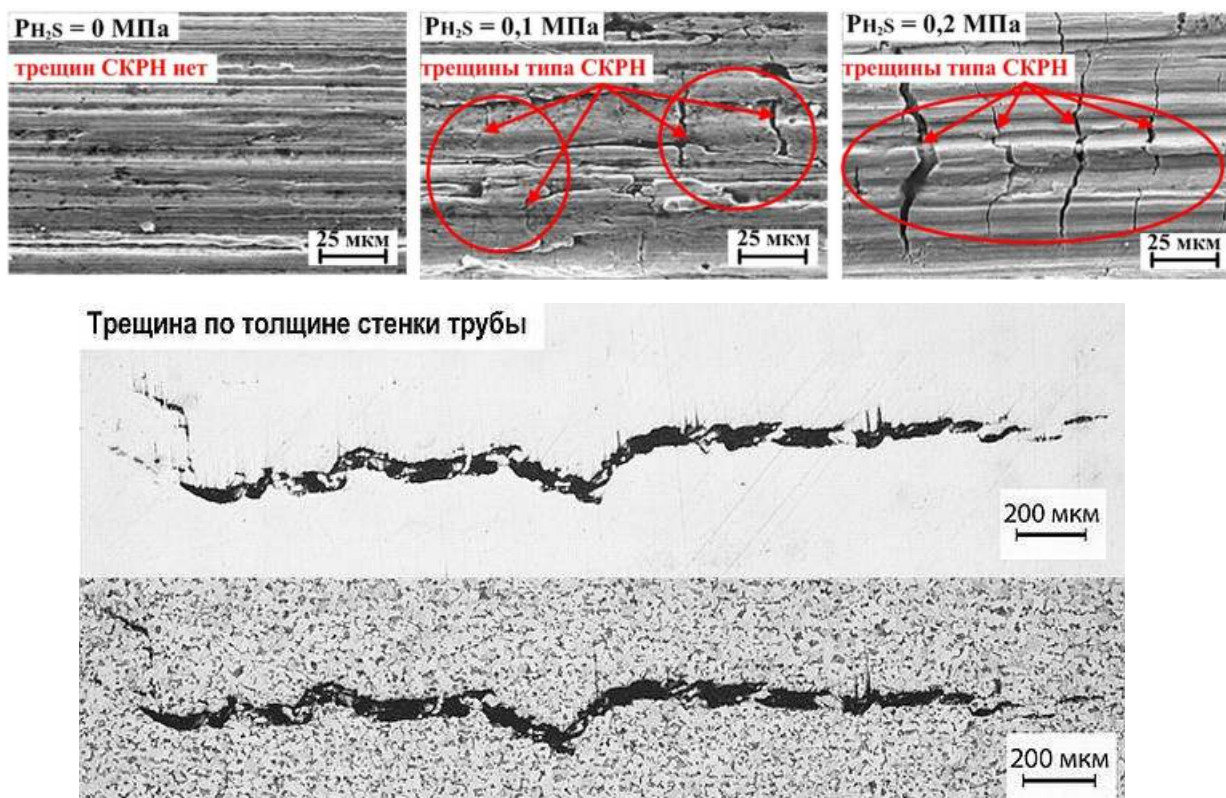 PH₂S = 0 МПа
трещин СКРН нет
25 мкм
PH₂S = 0,1 МПа
трещины типа СКРН
25 мкм
PH₂S = 0,2 МПа
трещины типа СКРН
25 мкм
Трещина по толщине стенки трубы
200 мкм
200 мкм